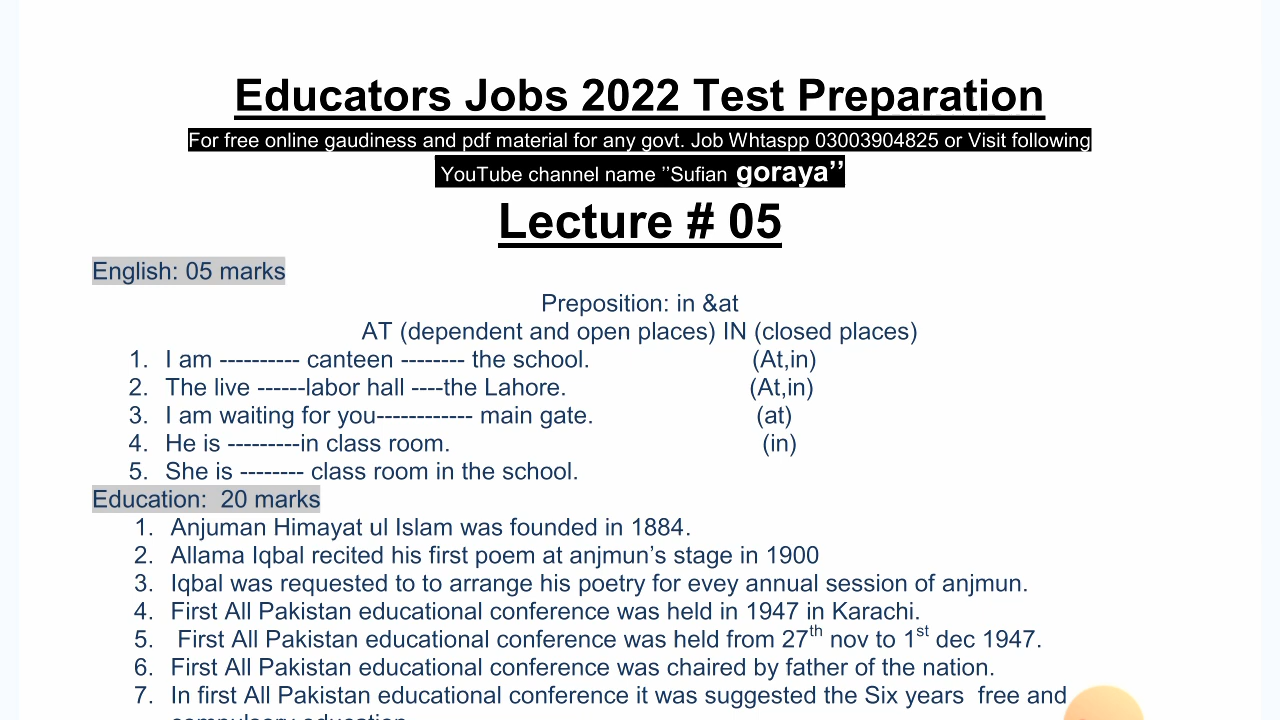 Educators Jobs 2022 Test Preparation
For free online gaudiness and pdf material for any govt. Job Whtaspp 03003904825 or Visit following
YouTube channel name ’’Sufian goraya’’
Lecture # 05
English: 05 marks
Preposition: in &at
AT (dependent and open places) IN (closed places)
1. I am ---------- canteen -------- the school. (At,in)
2. The live ------labor hall ----the Lahore. (At,in)
3. I am waiting for you------------ main gate. (at)
4. He is ---------in class room. (in)
5. She is -------- class room in the school.
Education: 20 marks
1. Anjuman Himayat ul Islam was founded in 1884.
2. Allama Iqbal recited his first poem at anjmun’s stage in 1900
3. Iqbal was requested to to arrange his poetry for evey annual session of anjmun.
4. First All Pakistan educational conference was held in 1947 in Karachi.
5. First All Pakistan educational conference was held from 27th nov to 1st dec 1947.
6. First All Pakistan educational conference was chaired by father of the nation.
7. In first All Pakistan educational conference it was suggested the Six years free and
compulsory education